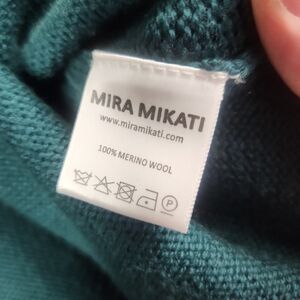 MIRA MIKATI
www.miramikati.com
100% MERINO WOOL
P